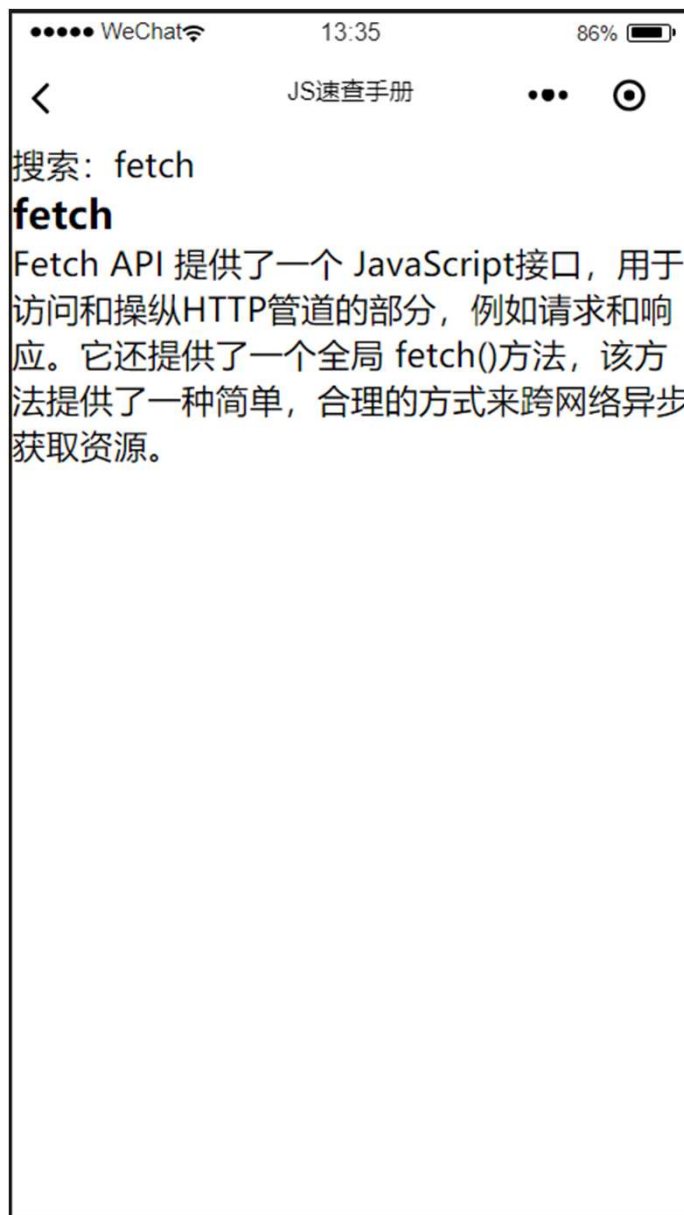 WeChat 13:35 86%
JS速查手册
搜索：fetch
fetch
Fetch API 提供了一个 JavaScript接口，用于
访问和操纵HTTP管道的部分，例如请求和响
应。它还提供了一个全局 fetch()方法，该方
法提供了一种简单，合理的方式来跨网络异步
获取资源。